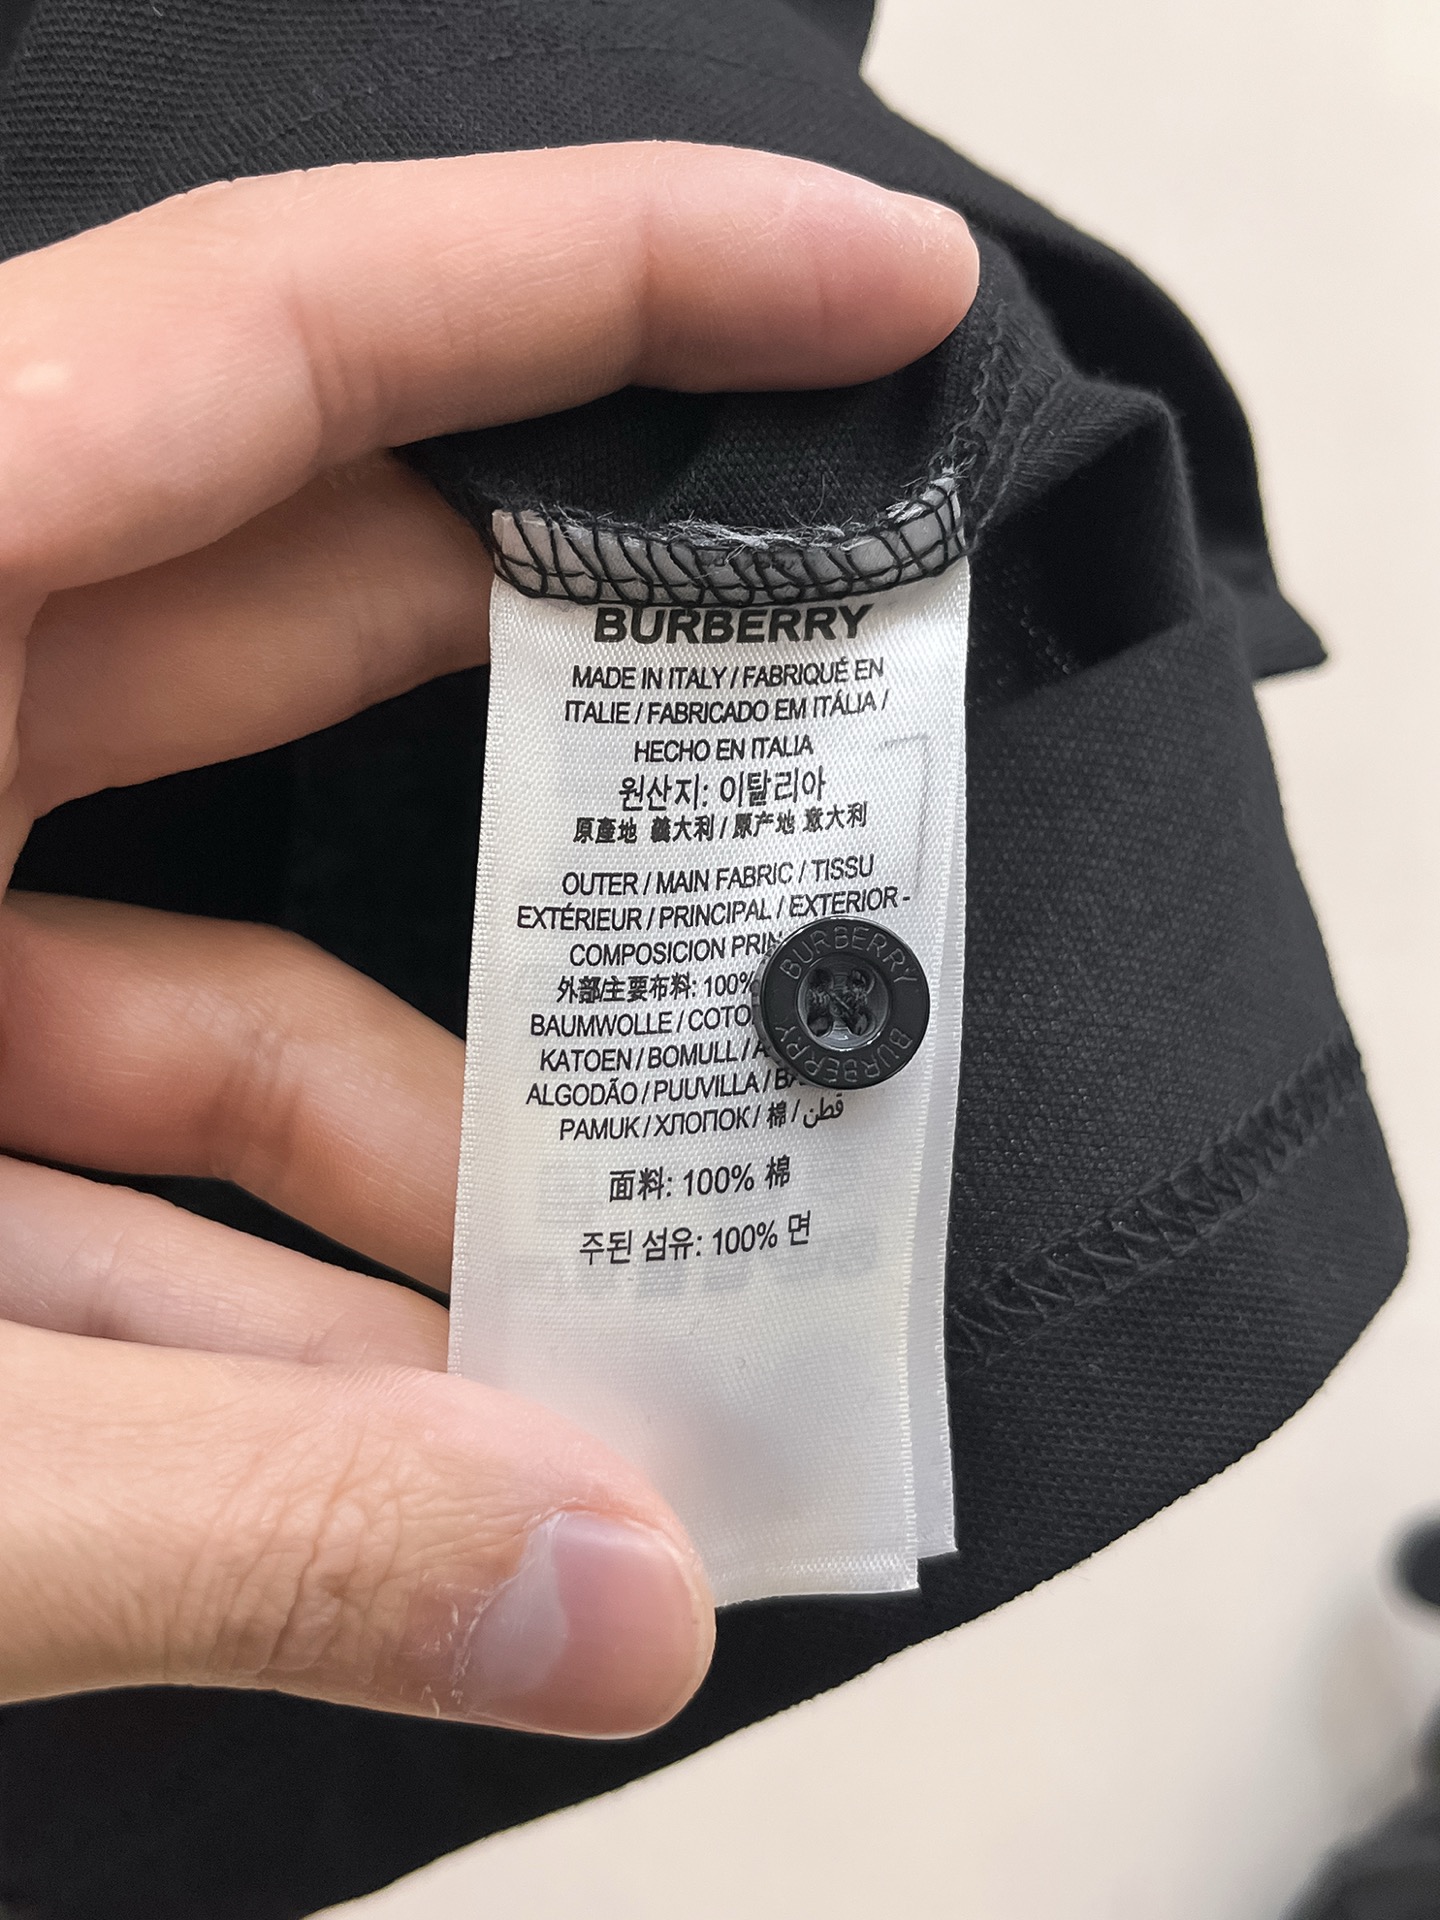 BURBERRY
MADE IN ITALY / FABRIQUÉ EN
ITALIE / FABRICADO EM ITÁLIA /
HECHO EN ITALIA
원산지: 이탈리아
原產地 義大利 / 原产地 意大利
OUTER / MAIN FABRIC / TISSU
EXTÉRIEUR / PRINCIPAL / EXTERIOR -
COMPOSICION
外部/主要布料: 100%
BAUMWOLLE /
KATOEN / BOMULL /
ALGODÃO / PUUVILLA /
PAMUK / ХЛОПОК / 棉 / قطن
面料: 100% 棉
주된 섬유: 100% 면
BURBERRY
BURBERRY